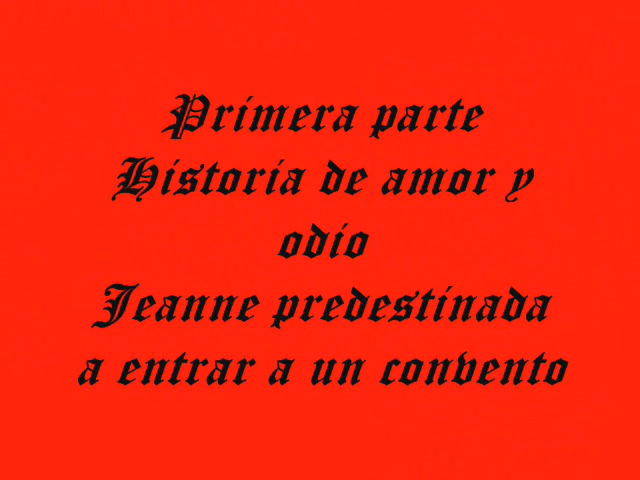 Primera parte
Historia de amor y
odio
Jeanne predestinada
a entrar a un convento